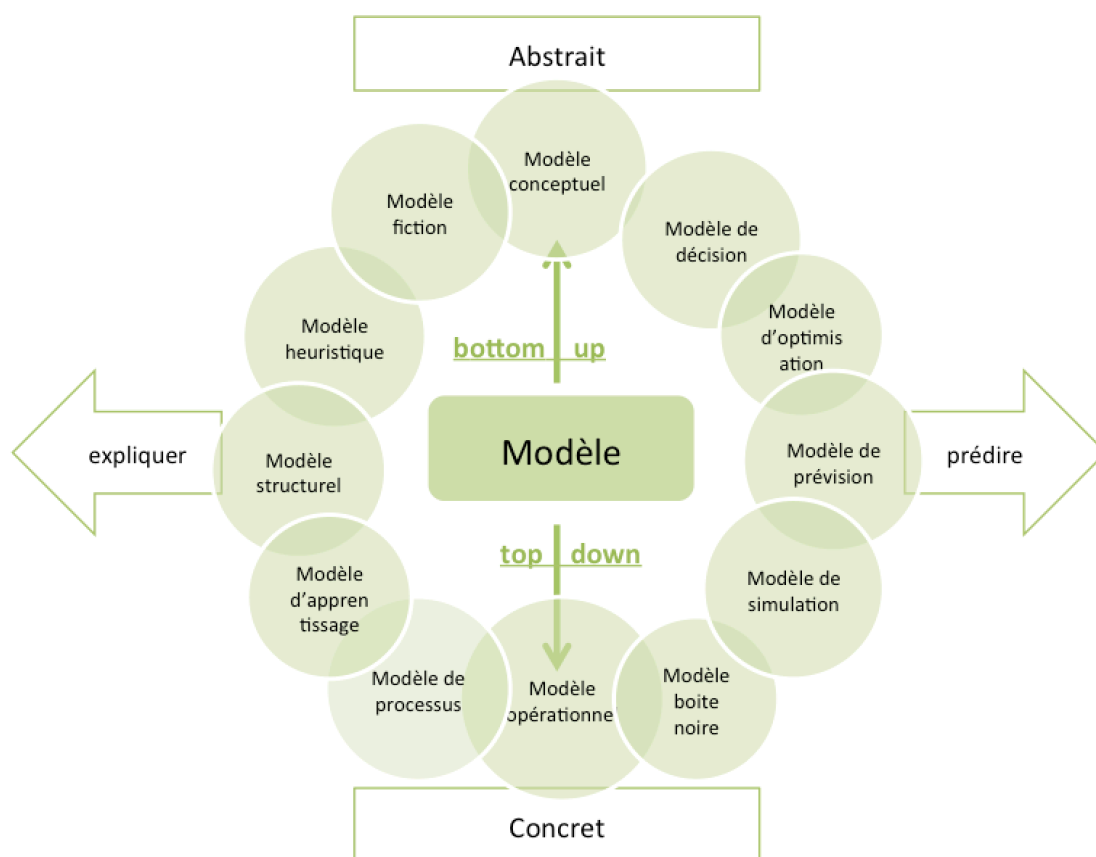 Abstrait
Modèle
conceptuel
Modèle
fiction
Modèle de
décision
Modèle
d'optimis
ation
Modèle
heuristique
bottom up
expliquer
Modèle
structurel
Modèle
Modèle de
prévision
prédire
top down
Modèle
d'appren
tissage
Modèle de
simulation
Modèle de
processus
Modèle
opérationne
Modèle
boite
noire
Concret